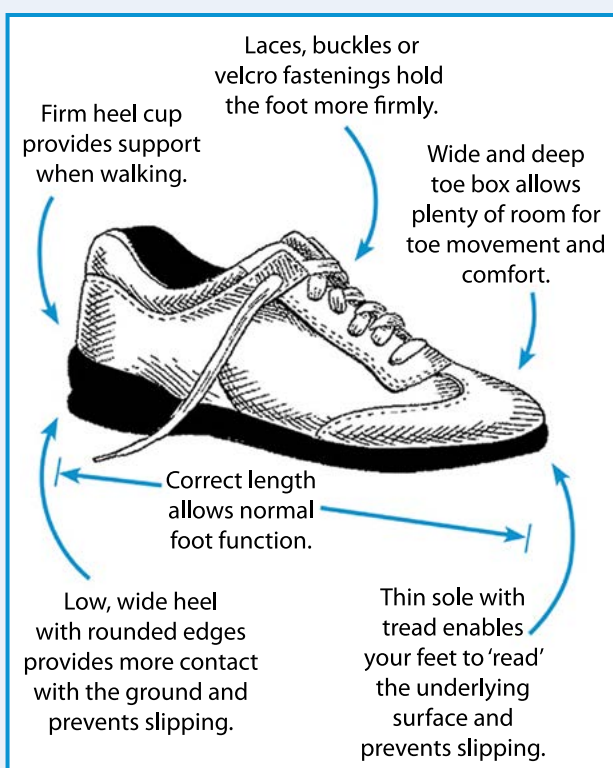 Laces, buckles or
velcro fastenings hold
the foot more firmly.
Firm heel cup
provides support
when walking.
Wide and deep
toe box allows
plenty of room for
toe movement and
comfort.
Correct length
allows normal
foot function.
Low, wide heel
with rounded edges
provides more contact
with the ground and
prevents slipping.
Thin sole with
tread enables
your feet to ‘read’
the underlying
surface and
prevents slipping.